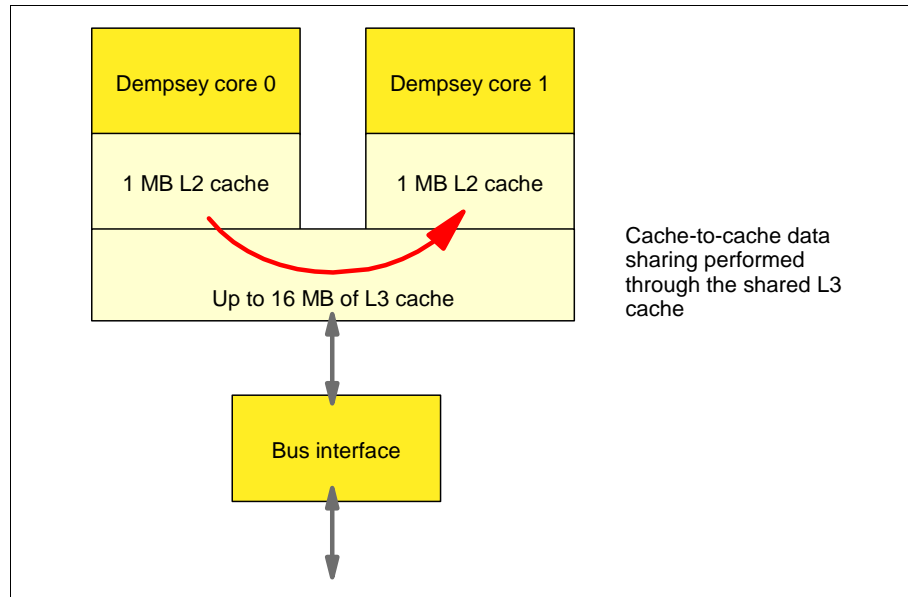 Dempsey core 0
Dempsey core 1
1 MB L2 cache
1 MB L2 cache
Up to 16 MB of L3 cache
Cache-to-cache data
sharing performed
through the shared L3
cache
Bus interface